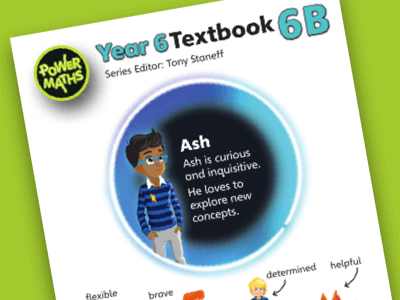 POWER
MATHS
Year 6 Textbook 6B
Series Editor: Tony Staneff
Ash
Ash is curious
and inquisitive.
He loves to
explore new
concepts.
flexible
brave
determined
helpful